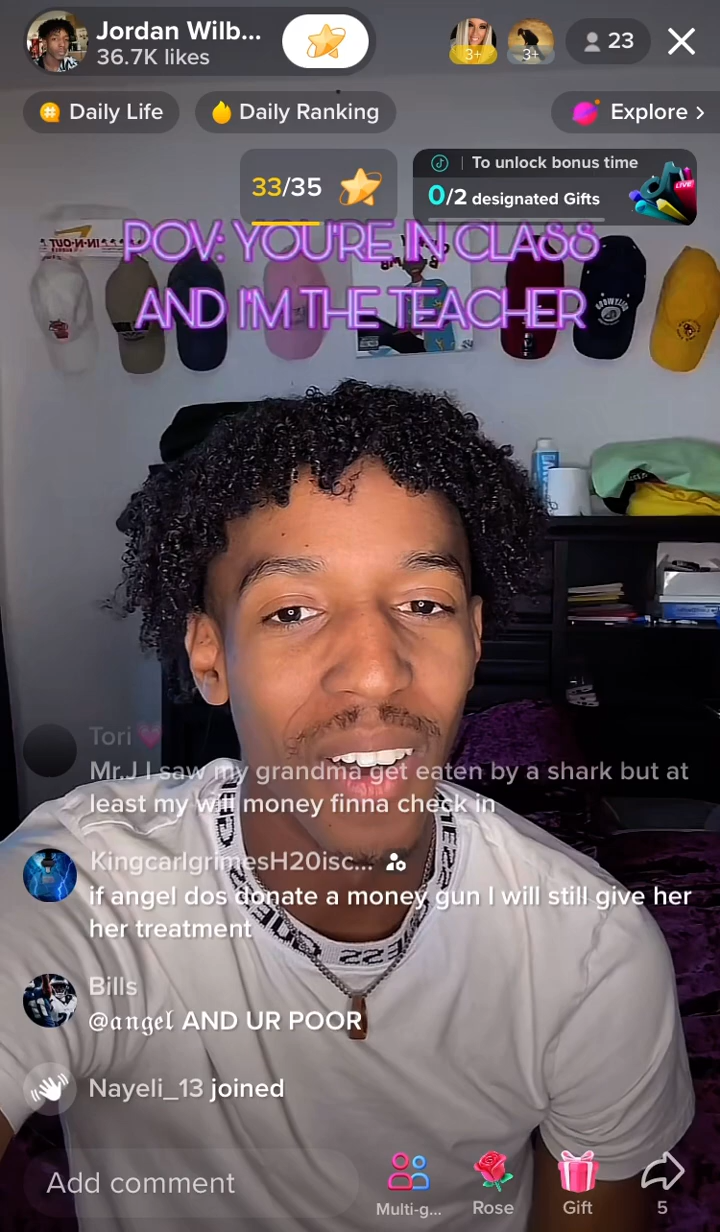 Jordan Wilb...
36.7K likes
3+
3+
23
Daily Life
Daily Ranking
Explore >
33/35
To unlock bonus time
0/2 designated Gifts
LIVE
POV: YOU'RE IN CLASS
AND I'M THE TEACHER
Tori
Mr.J I saw my grandma get eaten by a shark but at
least my will money finna check in
KingcarlgrimesH20isc...
if angel dos donate a money gun I will still give her
her treatment
Bills
@𝖆𝖓𝖌𝖊𝖑 AND UR POOR
Nayeli_13 joined
Add comment
Multi-g...
Rose
Gift
5